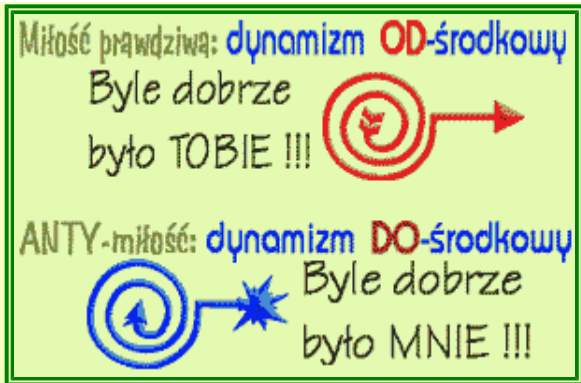 Miłość prawdziwa: dynamizm OD-środkowy
Byle dobrze
było TOBIE !!!
ANTY-miłość: dynamizm DO-środkowy
Byle dobrze
było MNIE !!!